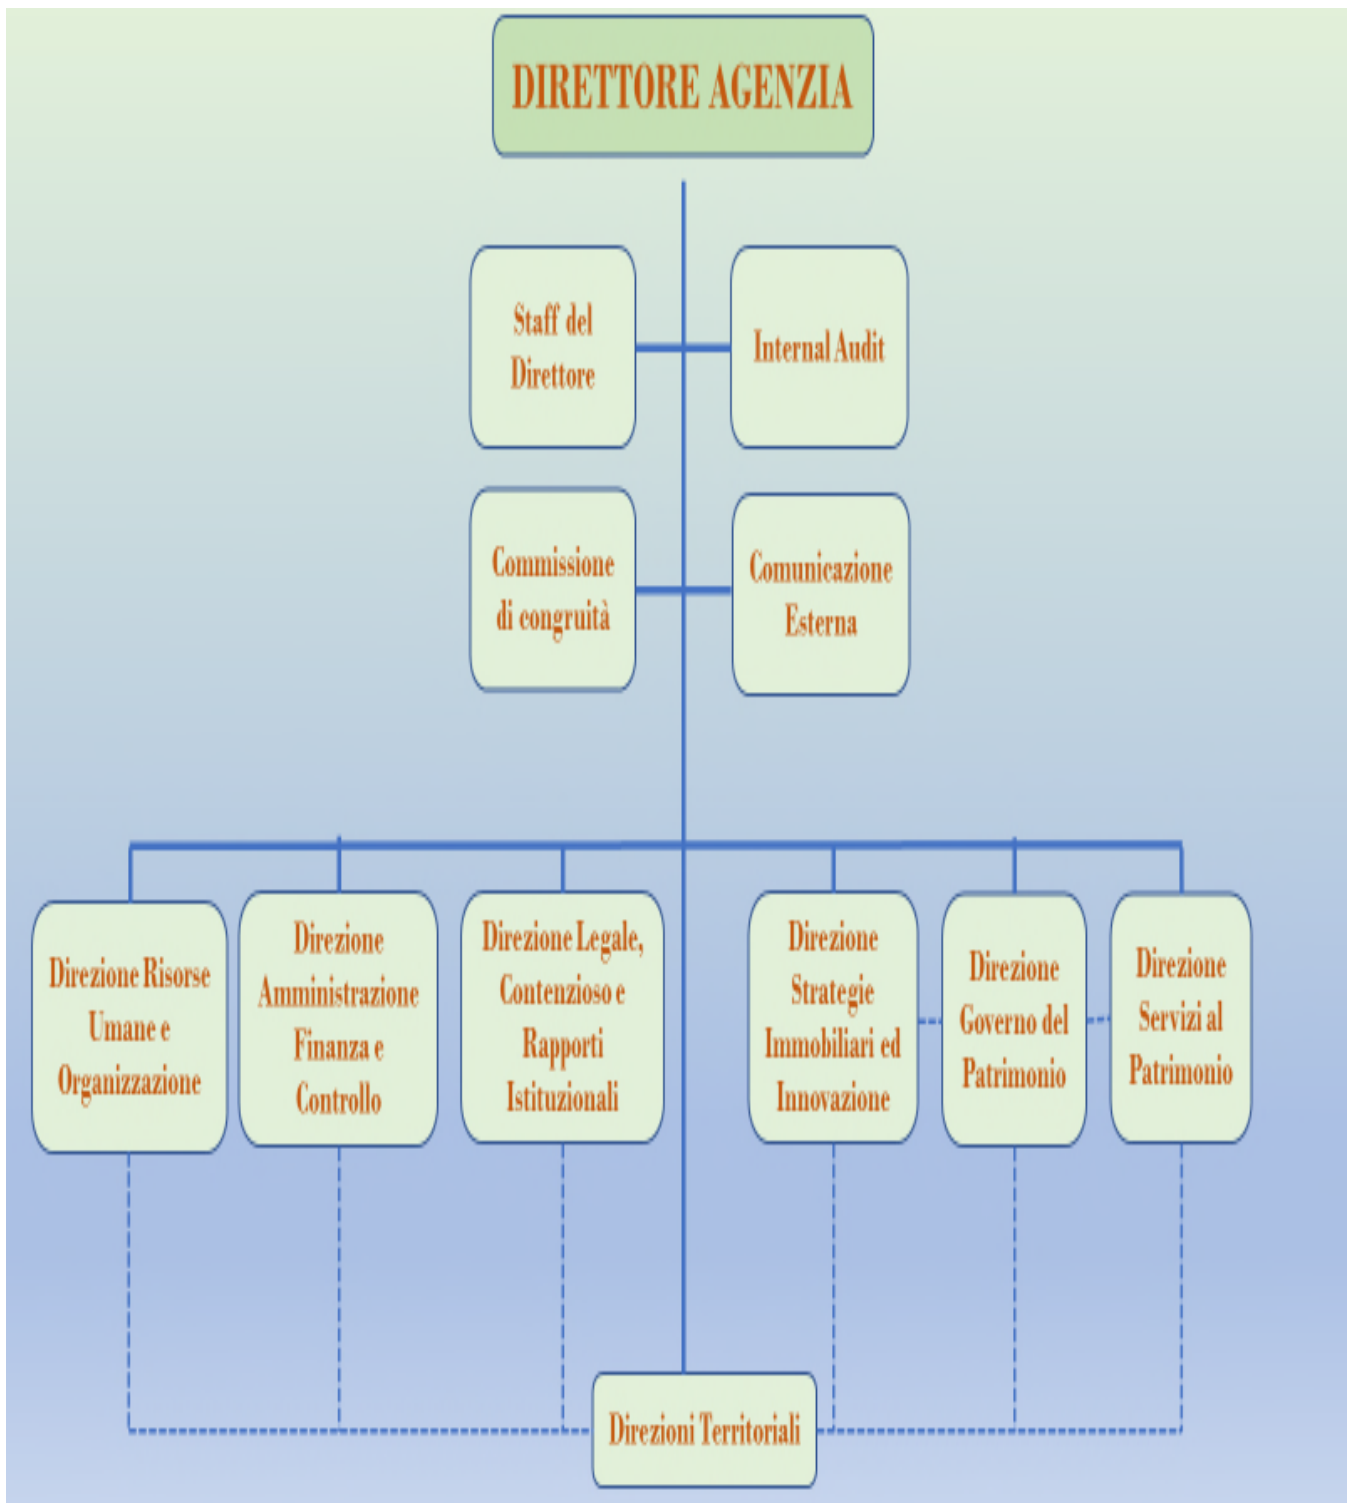 DIRETTORE AGENZIA
Staff del
Direttore
Internal Audit
Commissione
di congruità
Comunicazione
Esterna
Direzione Risorse
Umane e
Organizzazione
Direzione
Amministrazione
Finanza e
Controllo
Direzione Legale,
Contenzioso e
Rapporti
Istituzionali
Direzione
Strategie
Immobiliari ed
Innovazione
Direzione
Governo del
Patrimonio
Direzione
Servizi al
Patrimonio
Direzioni Territoriali